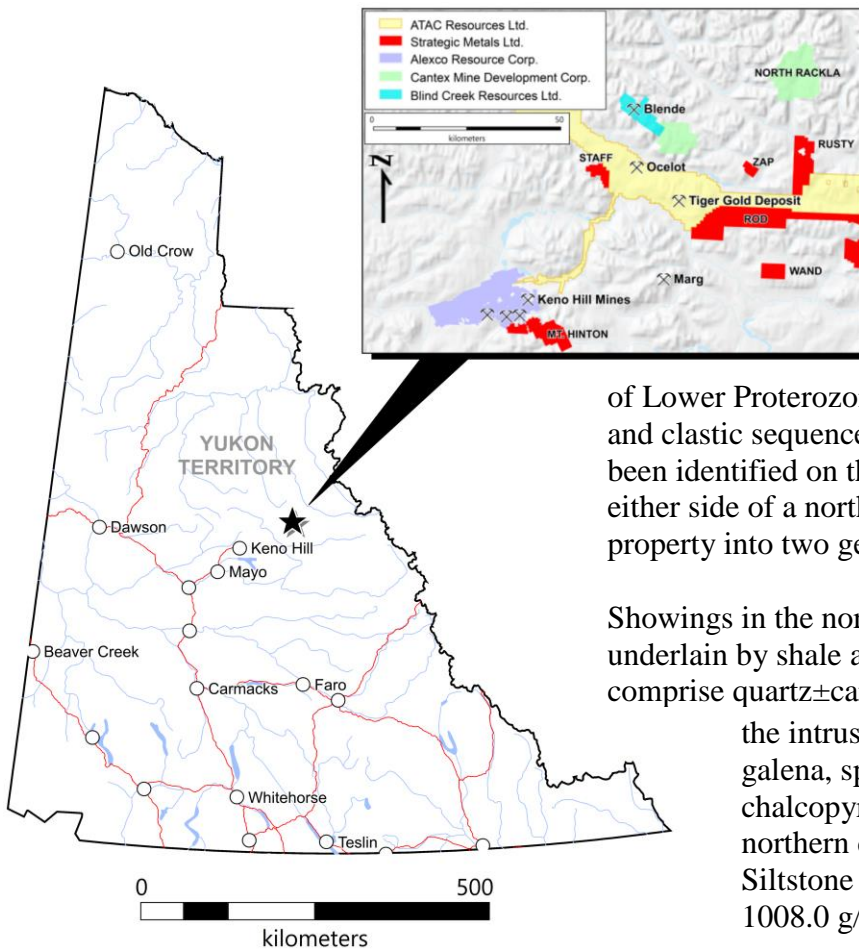 ATAC Resources Ltd.
Strategic Metals Ltd.
Alexco Resource Corp.
Cantex Mine Development Corp.
Blind Creek Resources Ltd.
0 50
kilometers
N
NORTH RACKLA
Blende
RUSTY
STAFF
ZAP
Ocelot
Tiger Gold Deposit
ROD
WAND
Marg
Keno Hill Mines
MT. HINTON
Old Crow
YUKON
TERRITORY
Dawson
Keno Hill
Mayo
Beaver Creek
Carmacks
Faro
Whitehorse
Teslin
0 500
kilometers
of Lower Proterozo
and clastic sequence
been identified on th
either side of a north
property into two ge
Showings in the nor
underlain by shale a
comprise quartz±ca
the intrus
galena, sp
chalcopyr
northern
Siltstone
1008.0 g/